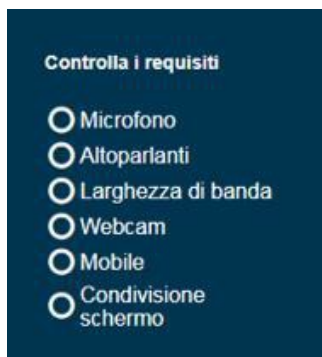 Controlla i requisiti
Microfono
Altoparlanti
Larghezza di banda
Webcam
Mobile
Condivisione
schermo